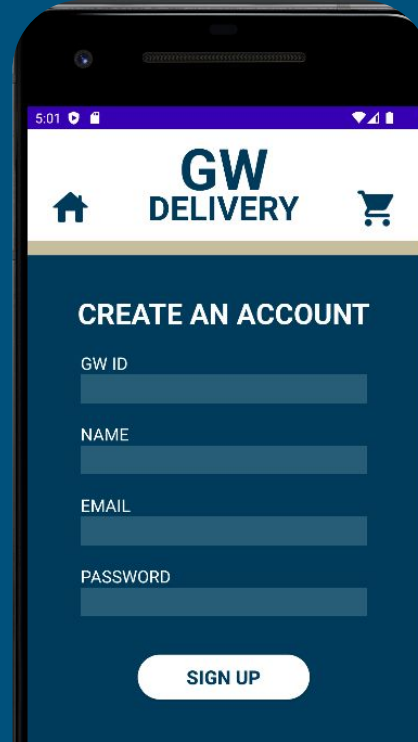 5:01
GW
DELIVERY
CREATE AN ACCOUNT
GW ID
NAME
EMAIL
PASSWORD
SIGN UP